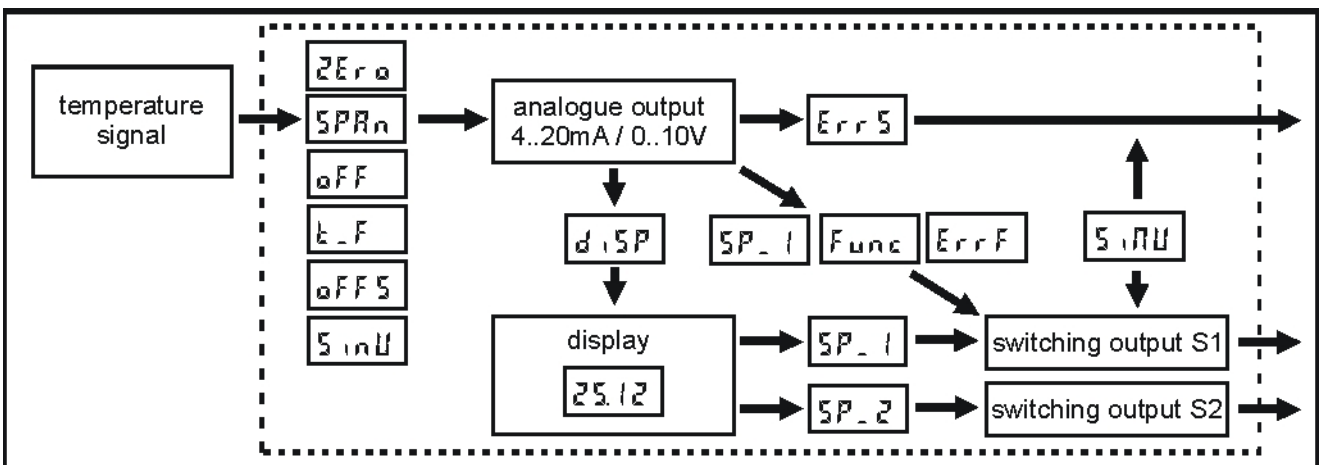 temperature
signal
ZEro
SPAn
oFF
t_F
oFFS
SinU
analogue output
4..20mA / 0..10V
ErrS
diSP
SP_1
Func
ErrF
SiMU
display
25.12
SP_1
SP_2
switching output S1
switching output S2